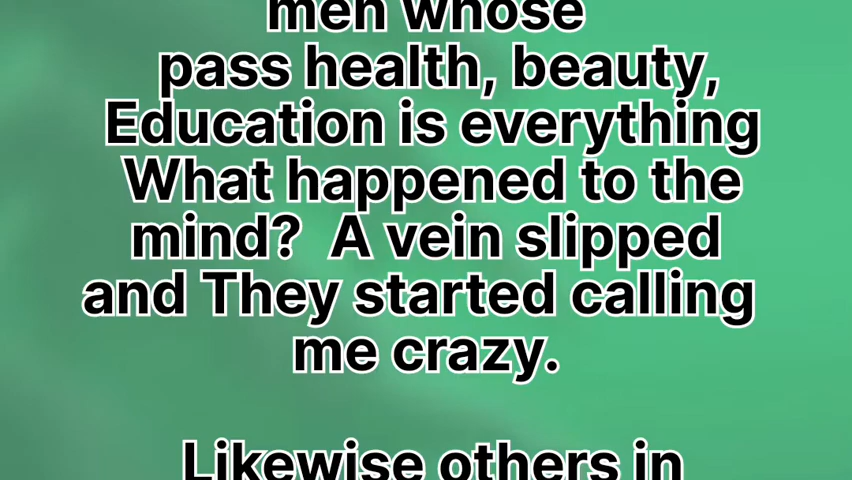 men whose
pass health, beauty,
Education is everything
What happened to the
mind? A vein slipped
and They started calling
me crazy.
Likewise others in